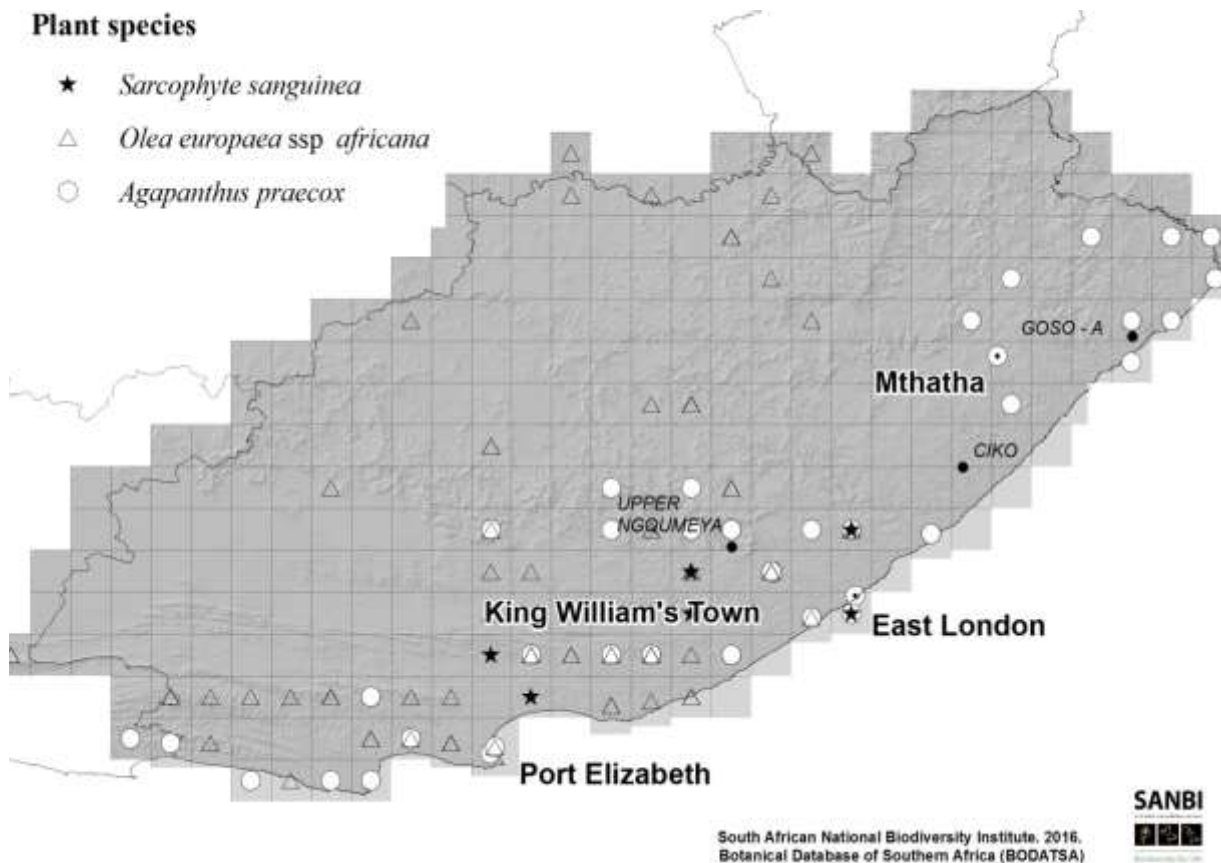 Plant species
Sarcophyte sanguinea
Olea europaea ssp africana
Agapanthus praecox
GOSO - A
Mthatha
CIKO
UPPER
NGQUMEYA
King William's Town
East London
Port Elizabeth
SANBI
South African National Biodiversity Institute, 2016,
Botanical Database of Southern Africa (BODATSA)